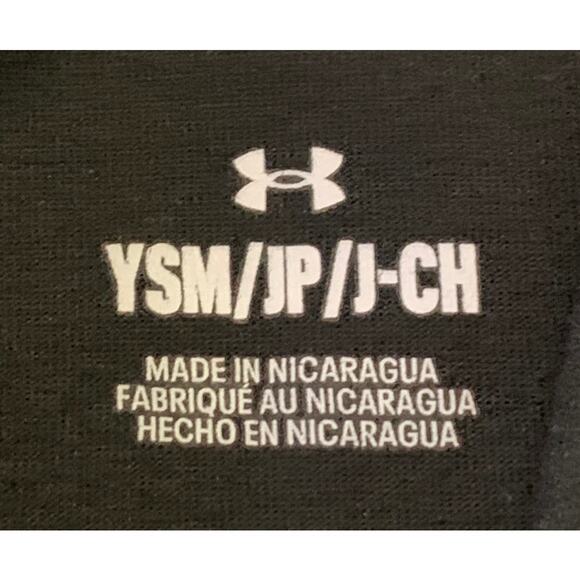 YSM/JP/J-CH
MADE IN NICARAGUA
FABRIQUÉ AU NICARAGUA
HECHO EN NICARAGUA